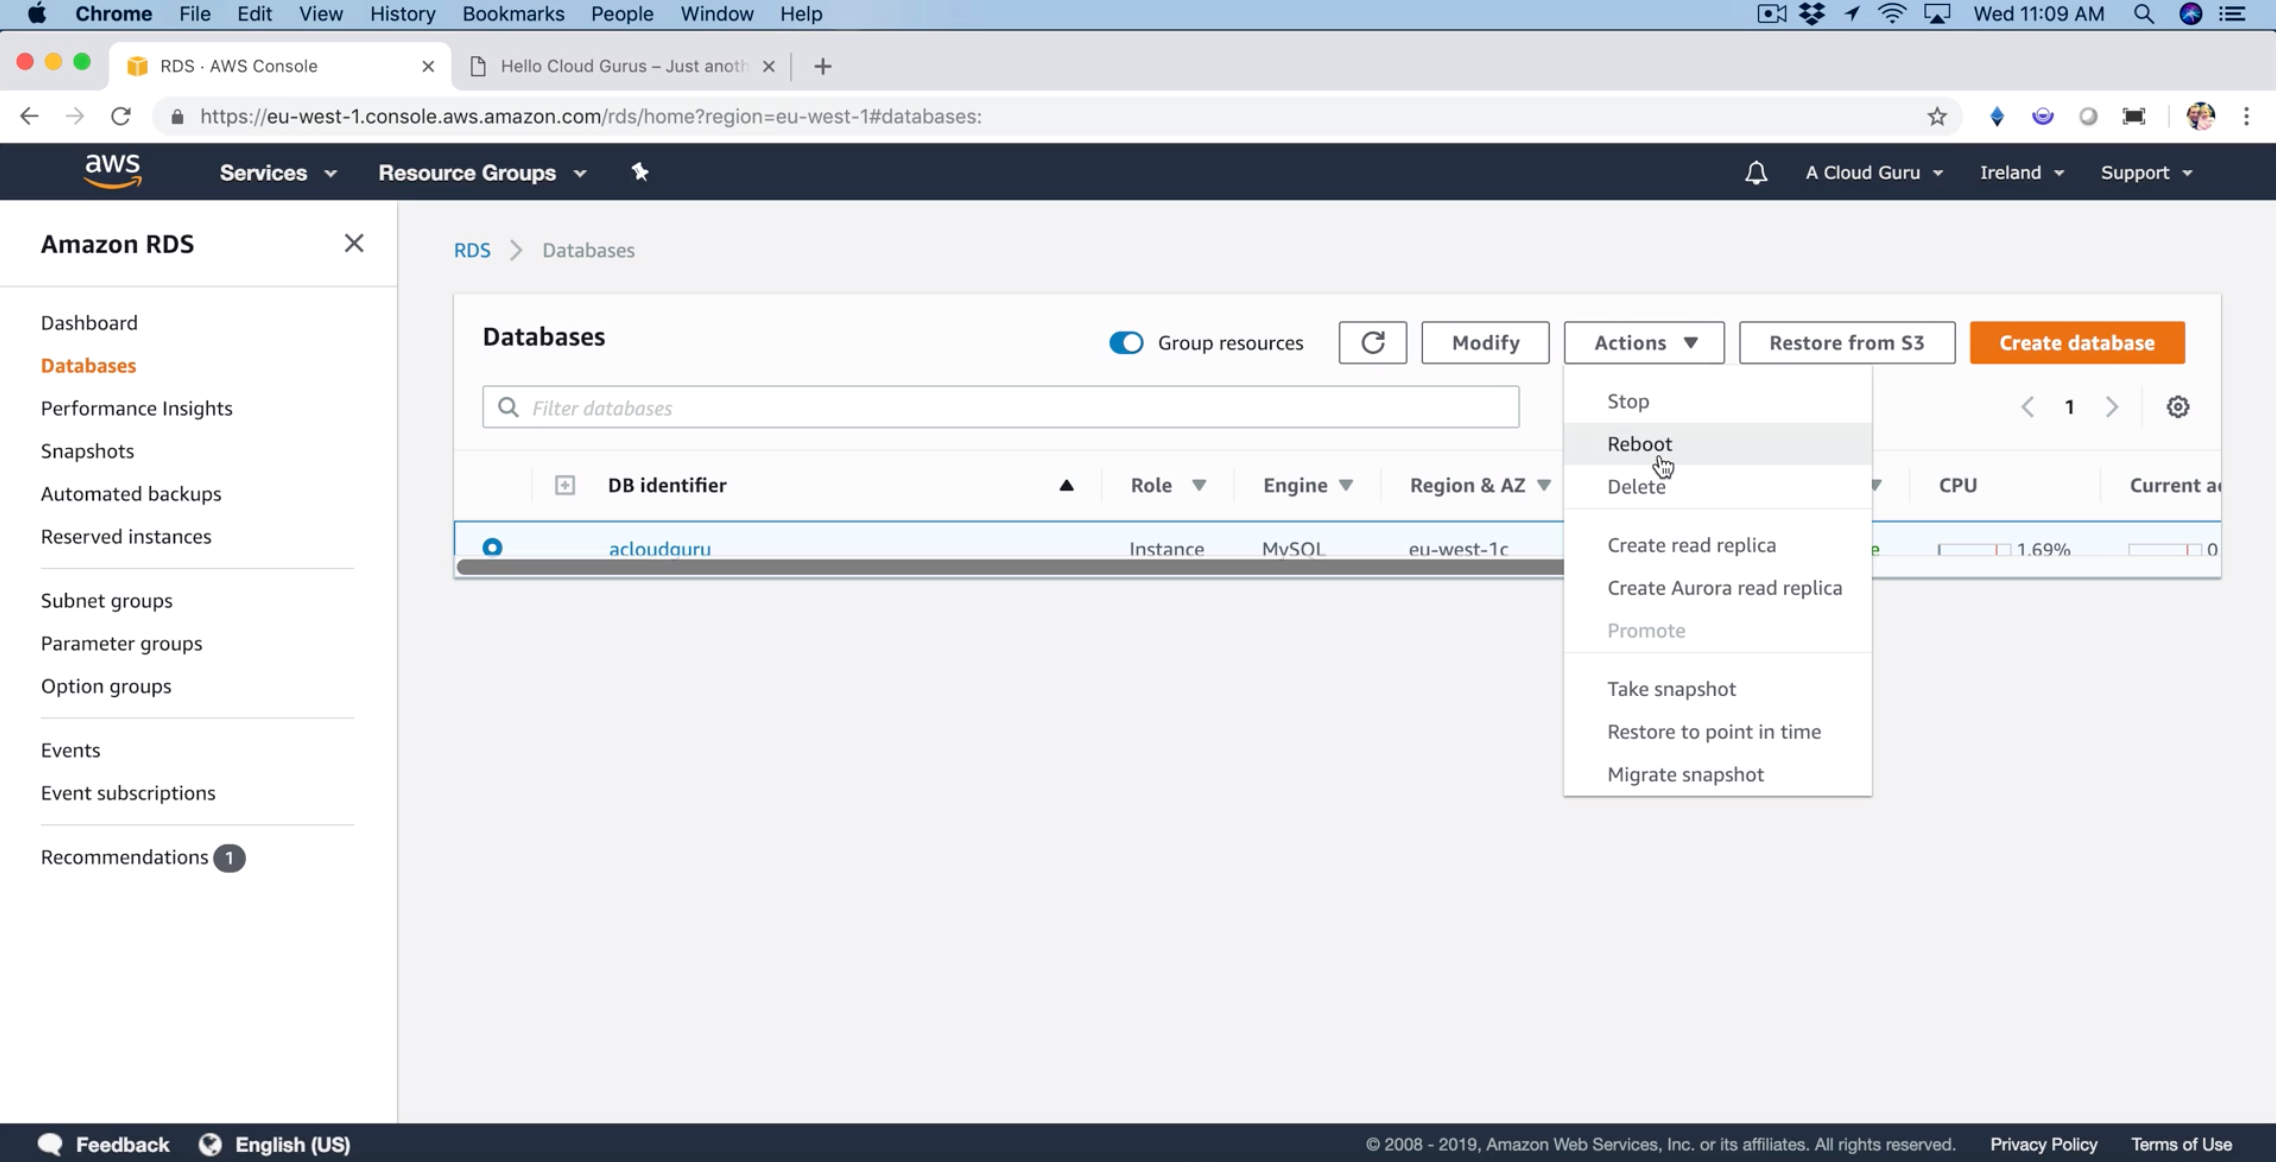 Chrome File Edit View History Bookmarks People Window Help Wed 11:09 AM
RDS · AWS Console Hello Cloud Gurus – Just anoth
https://eu-west-1.console.aws.amazon.com/rds/home?region=eu-west-1#databases:
aws Services Resource Groups A Cloud Guru Ireland Support
Amazon RDS
Dashboard
Databases
Performance Insights
Snapshots
Automated backups
Reserved instances
Subnet groups
Parameter groups
Option groups
Events
Event subscriptions
Recommendations 1
RDS Databases
Databases Group resources Modify Actions Restore from S3 Create database
Filter databases 1
DB identifier Role Engine Region & AZ CPU Current a
acloudguru Instance MySQL eu-west-1c e 1.69% 0
Stop
Reboot
Delete
Create read replica
Create Aurora read replica
Promote
Take snapshot
Restore to point in time
Migrate snapshot
Feedback English (US) © 2008 - 2019, Amazon Web Services, Inc. or its affiliates. All rights reserved. Privacy Policy Terms of Use